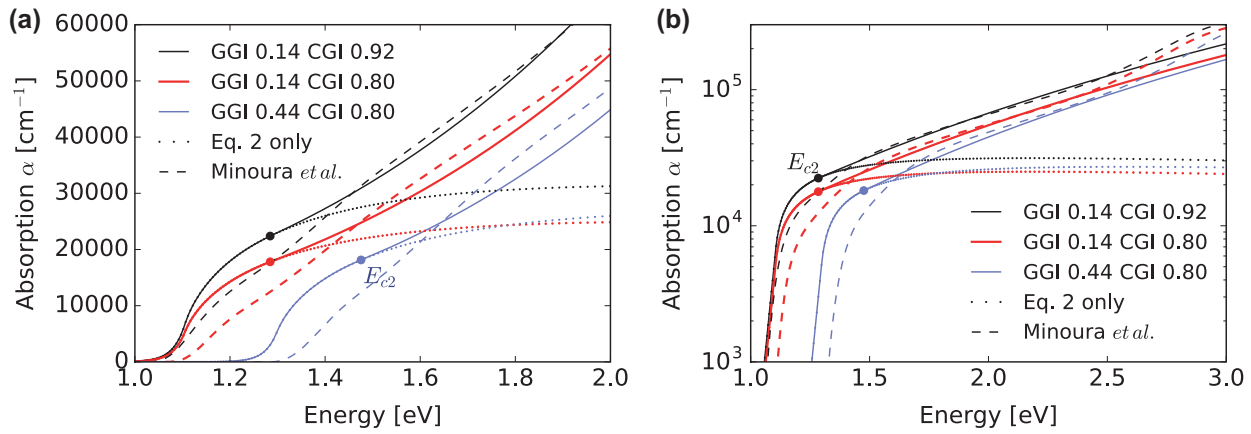 (a)
60000
50000
40000
30000
20000
10000
0
Absorption α [cm⁻¹]
GGI 0.14 CGI 0.92
GGI 0.14 CGI 0.80
GGI 0.44 CGI 0.80
Eq. 2 only
Minoura et al.
E_{c2}
1.0 1.2 1.4 1.6 1.8 2.0
Energy [eV]
(b)
10⁵
10⁴
10³
Absorption α [cm⁻¹]
E_{c2}
GGI 0.14 CGI 0.92
GGI 0.14 CGI 0.80
GGI 0.44 CGI 0.80
Eq. 2 only
Minoura et al.
1.0 1.5 2.0 2.5 3.0
Energy [eV]